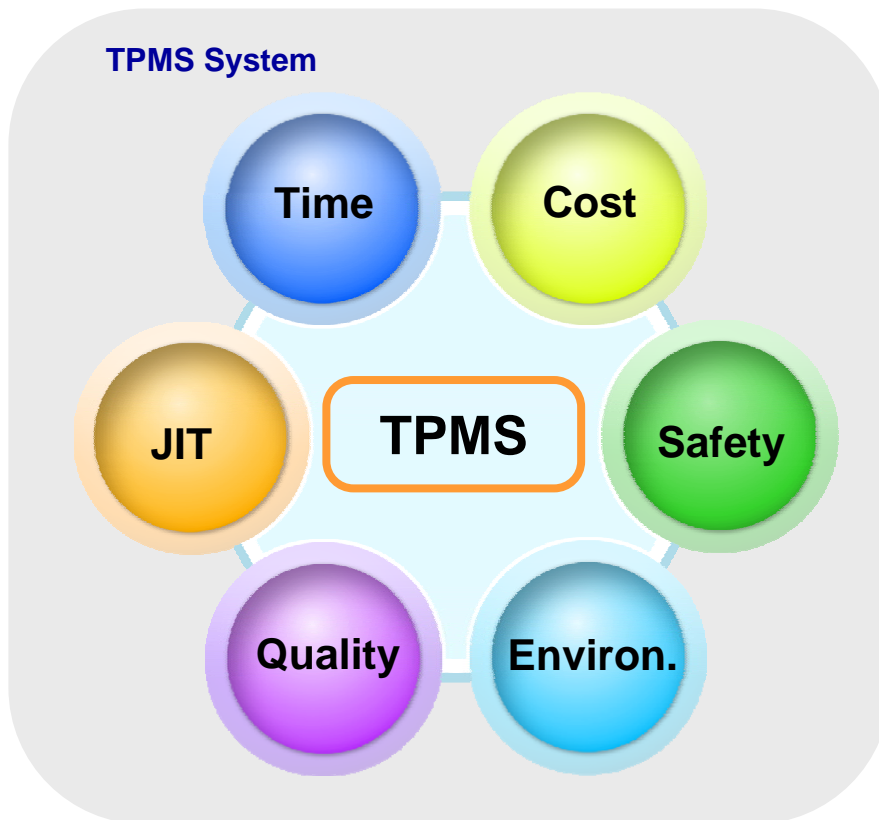 TPMS System
Time
Cost
JIT
TPMS
Safety
Quality
Environ.